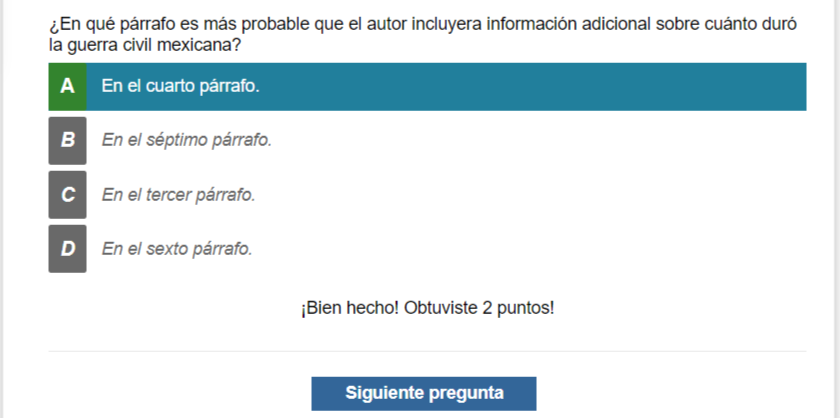 ¿En qué párrafo es más probable que el autor incluyera información adicional sobre cuánto duró
la guerra civil mexicana?
A En el cuarto párrafo.
B En el séptimo párrafo.
C En el tercer párrafo.
D En el sexto párrafo.
¡Bien hecho! Obtuviste 2 puntos!
Siguiente pregunta